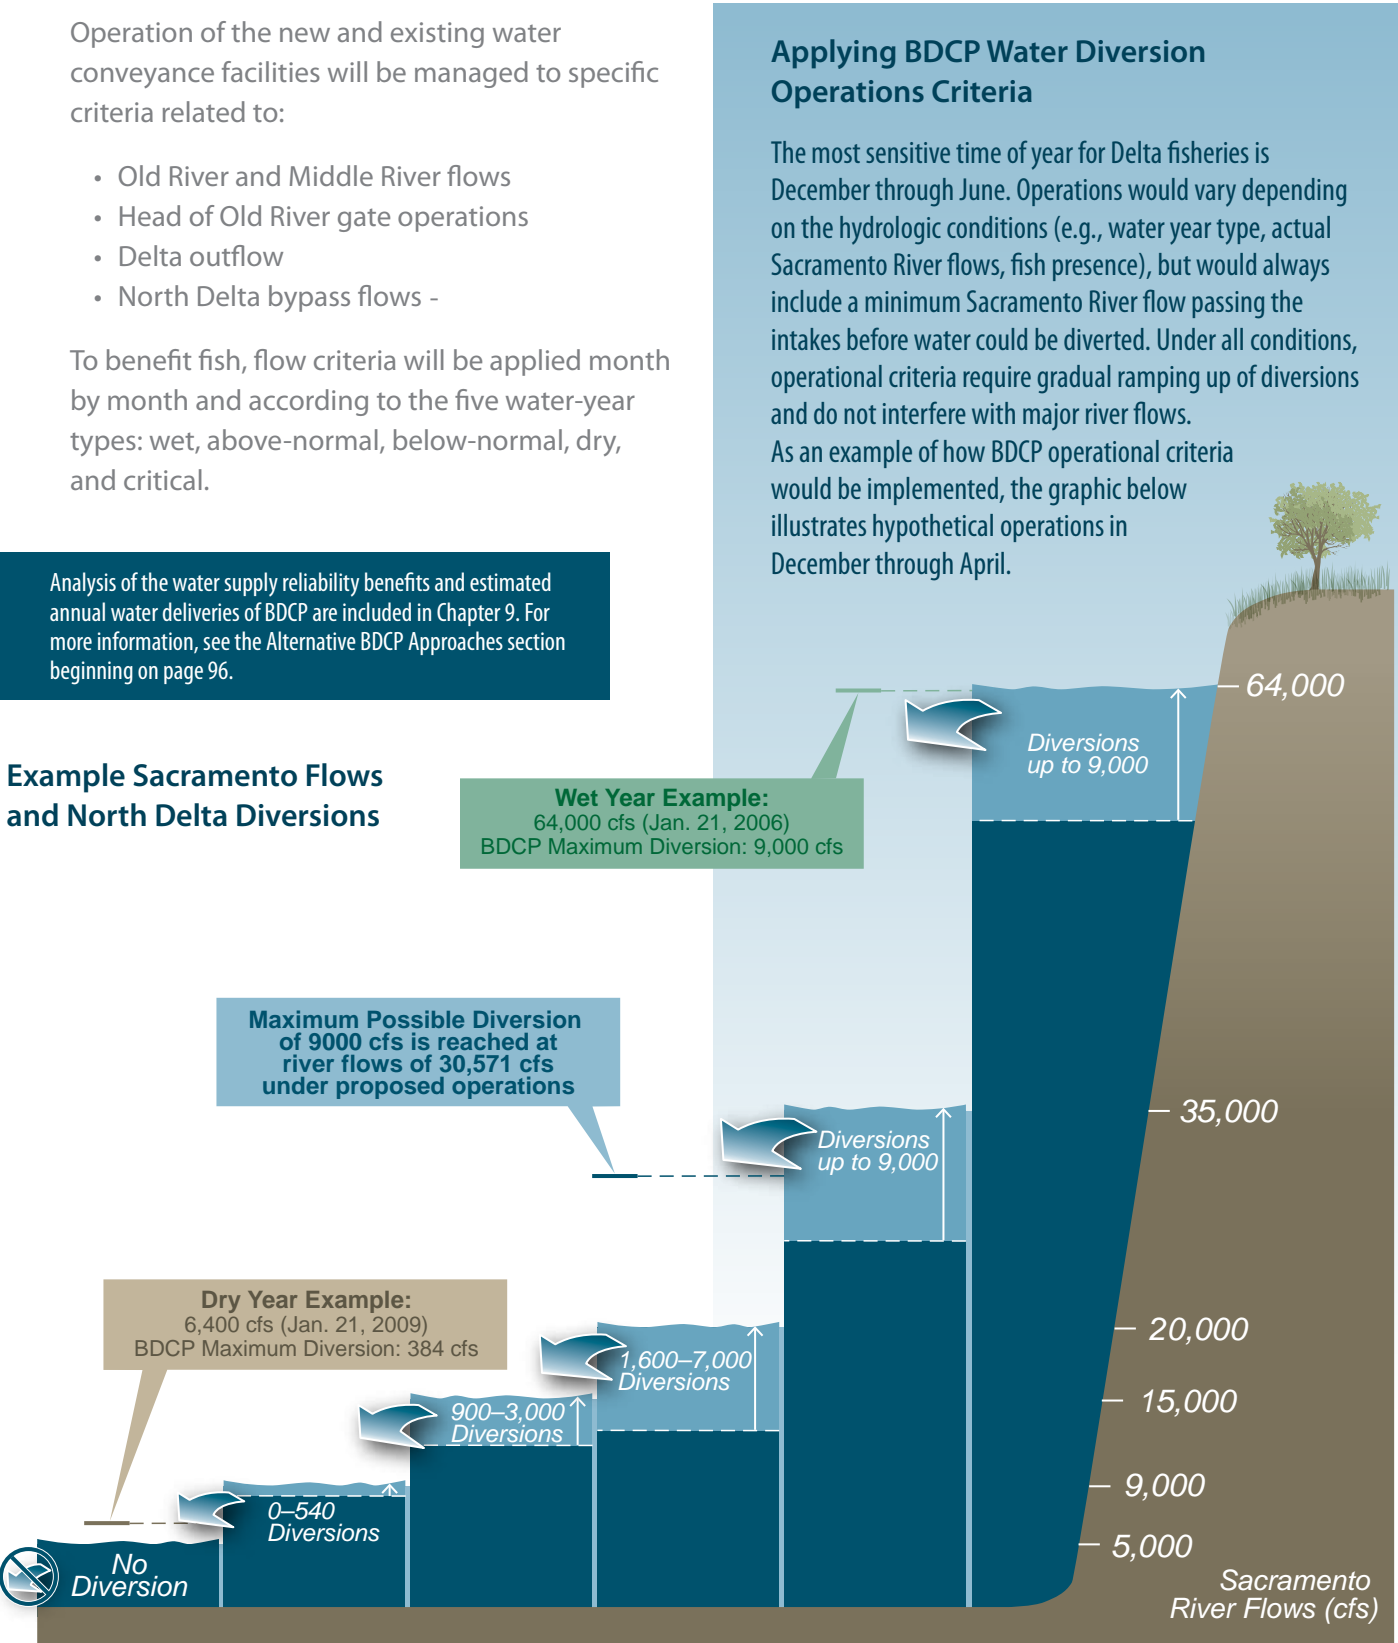 Operation of the new and existing water
conveyance facilities will be managed to specific
criteria related to:
• Old River and Middle River flows
• Head of Old River gate operations
• Delta outflow
• North Delta bypass flows -
To benefit fish, flow criteria will be applied month
by month and according to the five water-year
types: wet, above-normal, below-normal, dry,
and critical.
Analysis of the water supply reliability benefits and estimated
annual water deliveries of BDCP are included in Chapter 9. For
more information, see the Alternative BDCP Approaches section
beginning on page 96.
Applying BDCP Water Diversion
Operations Criteria
The most sensitive time of year for Delta fisheries is
December through June. Operations would vary depending
on the hydrologic conditions (e.g., water year type, actual
Sacramento River flows, fish presence), but would always
include a minimum Sacramento River flow passing the
intakes before water could be diverted. Under all conditions,
operational criteria require gradual ramping up of diversions
and do not interfere with major river flows.
As an example of how BDCP operational criteria
would be implemented, the graphic below
illustrates hypothetical operations in
December through April.
Example Sacramento Flows
and North Delta Diversions
64,000
Diversions
up to 9,000
Wet Year Example:
64,000 cfs (Jan. 21, 2006)
BDCP Maximum Diversion: 9,000 cfs
Maximum Possible Diversion
of 9000 cfs is reached at
river flows of 30,571 cfs
under proposed operations
35,000
Diversions
up to 9,000
Dry Year Example:
6,400 cfs (Jan. 21, 2009)
BDCP Maximum Diversion: 384 cfs
20,000
1,600–7,000
Diversions
15,000
900–3,000
Diversions
9,000
0–540
Diversions
5,000
No
Diversion
Sacramento
River Flows (cfs)